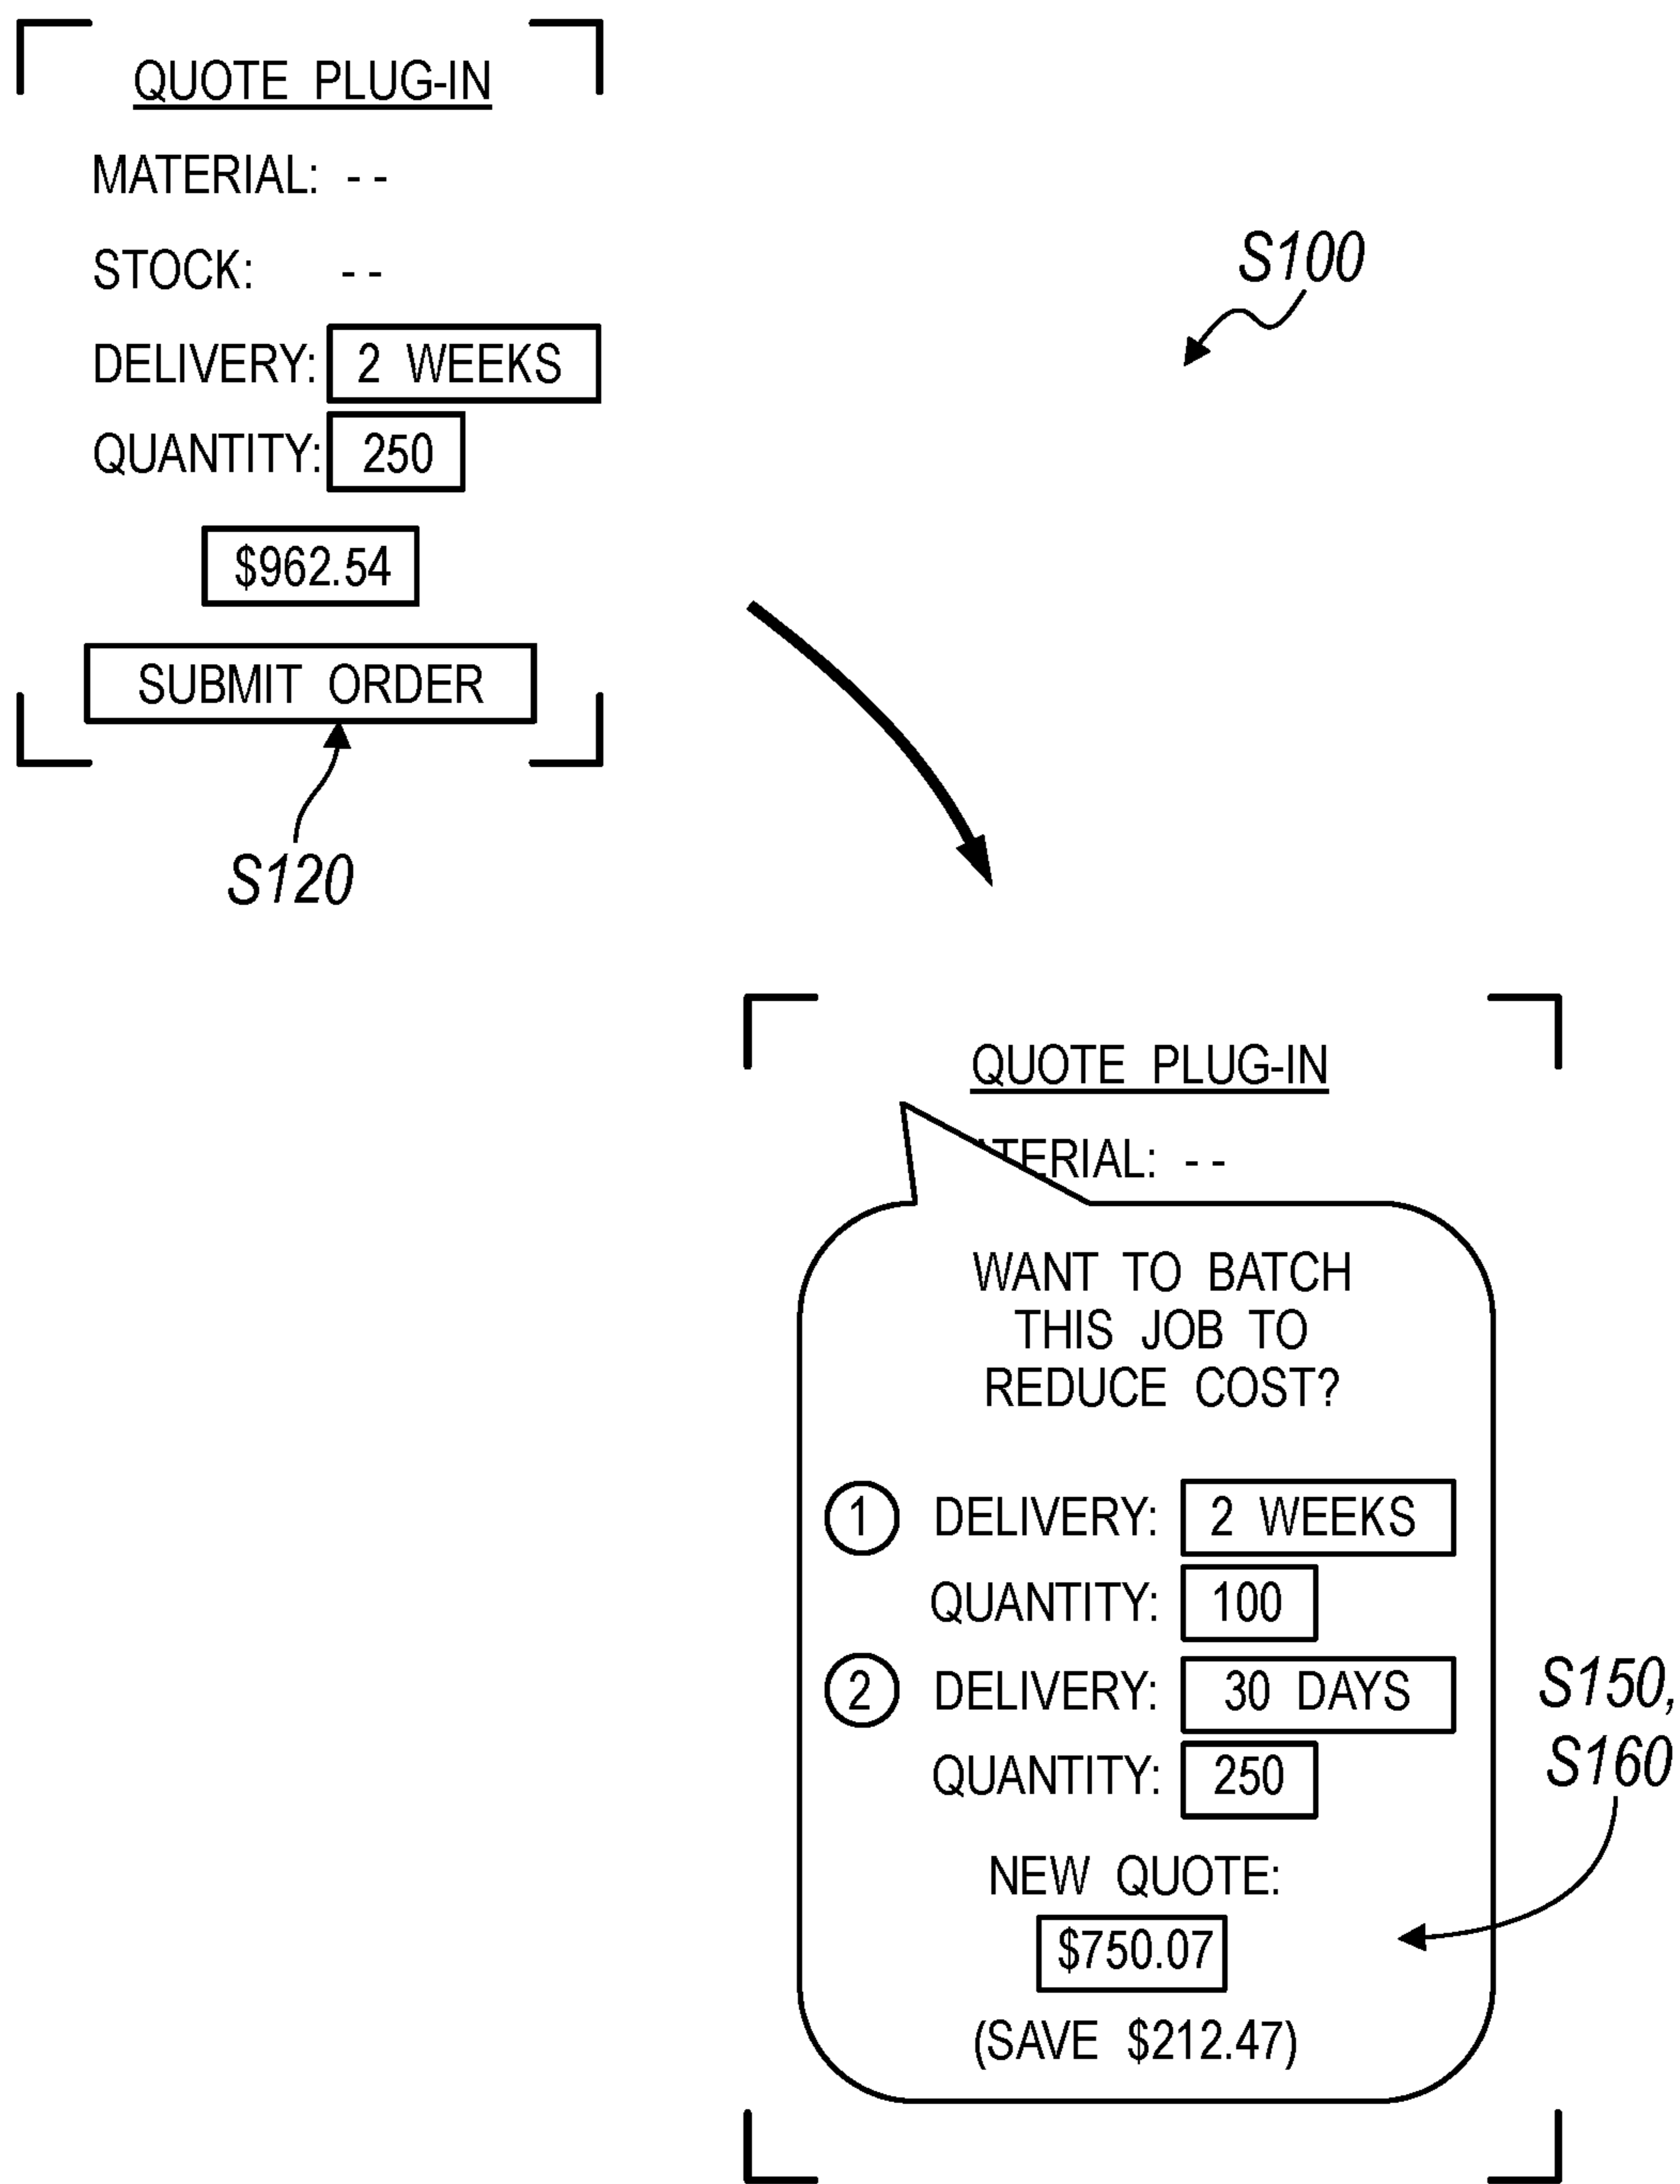 QUOTE PLUG-IN
MATERIAL: --
STOCK: --
DELIVERY: 2 WEEKS
QUANTITY: 250
$962.54
SUBMIT ORDER
S120
S100
QUOTE PLUG-IN
TERIAL: --
WANT TO BATCH
THIS JOB TO
REDUCE COST?
1 DELIVERY: 2 WEEKS
QUANTITY: 100
2 DELIVERY: 30 DAYS
QUANTITY: 250
NEW QUOTE:
$750.07
(SAVE $212.47)
S150,
S160